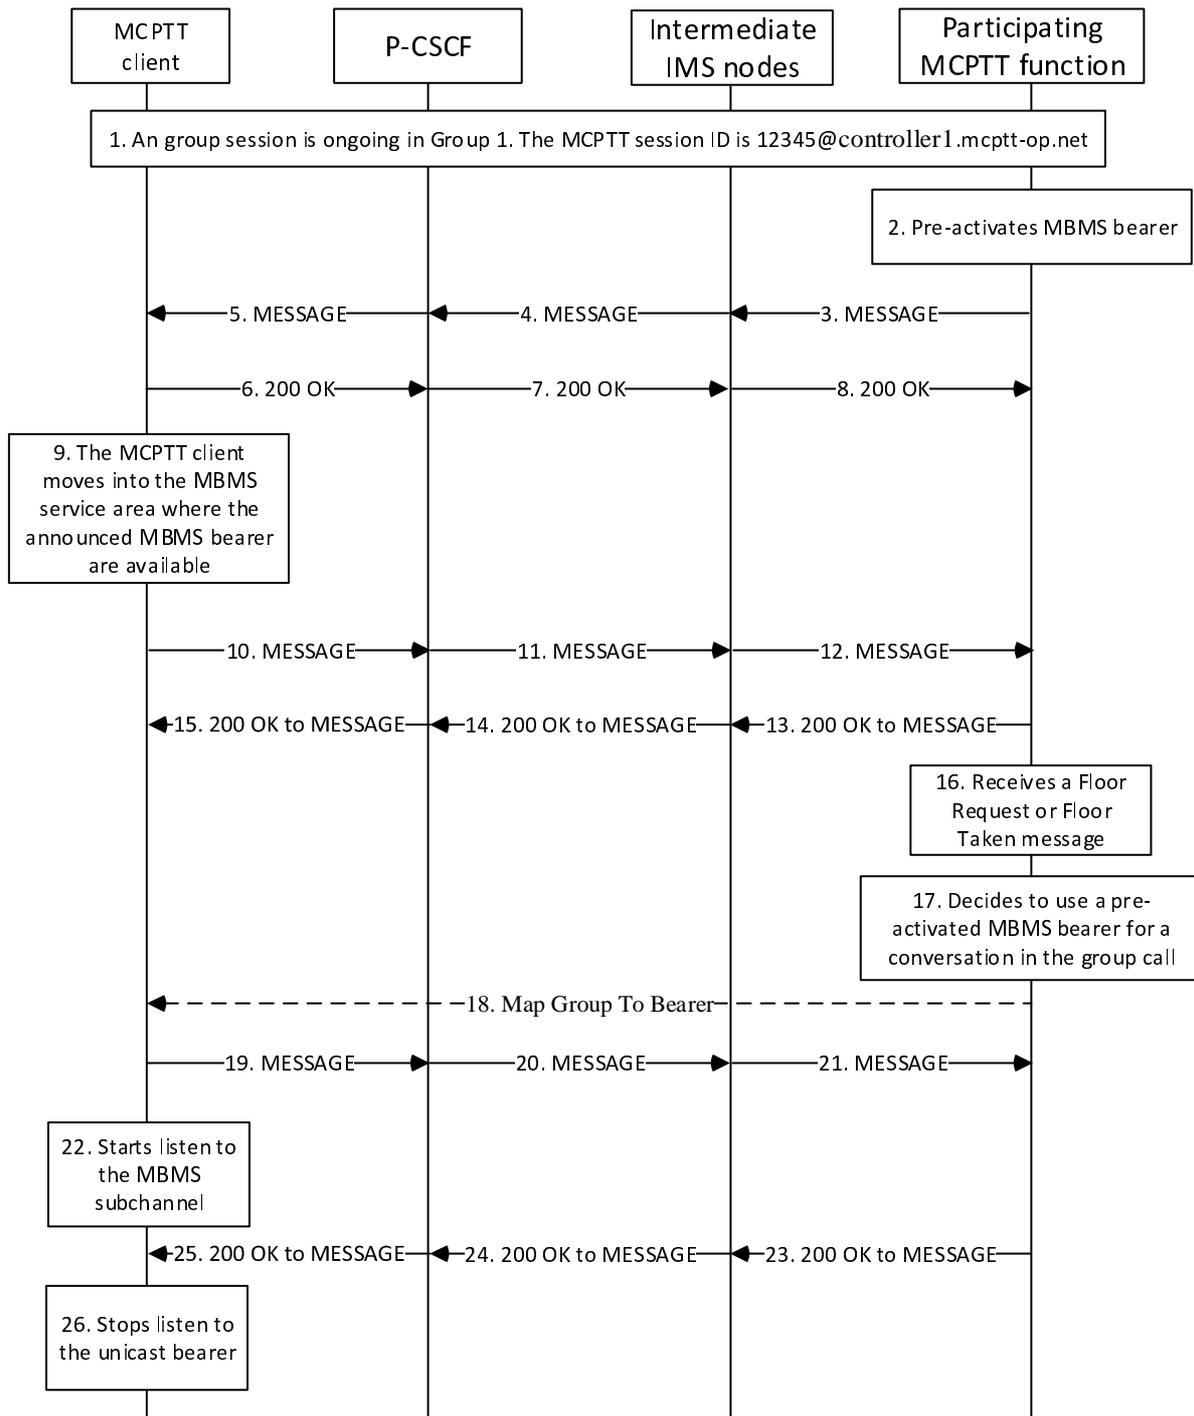 MCPTT
client
P-CSCF
Intermediate
IMS nodes
Participating
MCPTT function
1. An group session is ongoing in Group 1. The MCPTT session ID is 12345@controller1.mcptt-op.net
2. Pre-activates MBMS bearer
5. MESSAGE
4. MESSAGE
3. MESSAGE
6. 200 OK
7. 200 OK
8. 200 OK
9. The MCPTT client
moves into the MBMS
service area where the
announced MBMS bearer
are available
10. MESSAGE
11. MESSAGE
12. MESSAGE
15. 200 OK to MESSAGE
14. 200 OK to MESSAGE
13. 200 OK to MESSAGE
16. Receives a Floor
Request or Floor
Taken message
17. Decides to use a pre-
activated MBMS bearer for a
conversation in the group call
18. Map Group To Bearer
19. MESSAGE
20. MESSAGE
21. MESSAGE
22. Starts listen to
the MBMS
subchannel
25. 200 OK to MESSAGE
24. 200 OK to MESSAGE
23. 200 OK to MESSAGE
26. Stops listen to
the unicast bearer